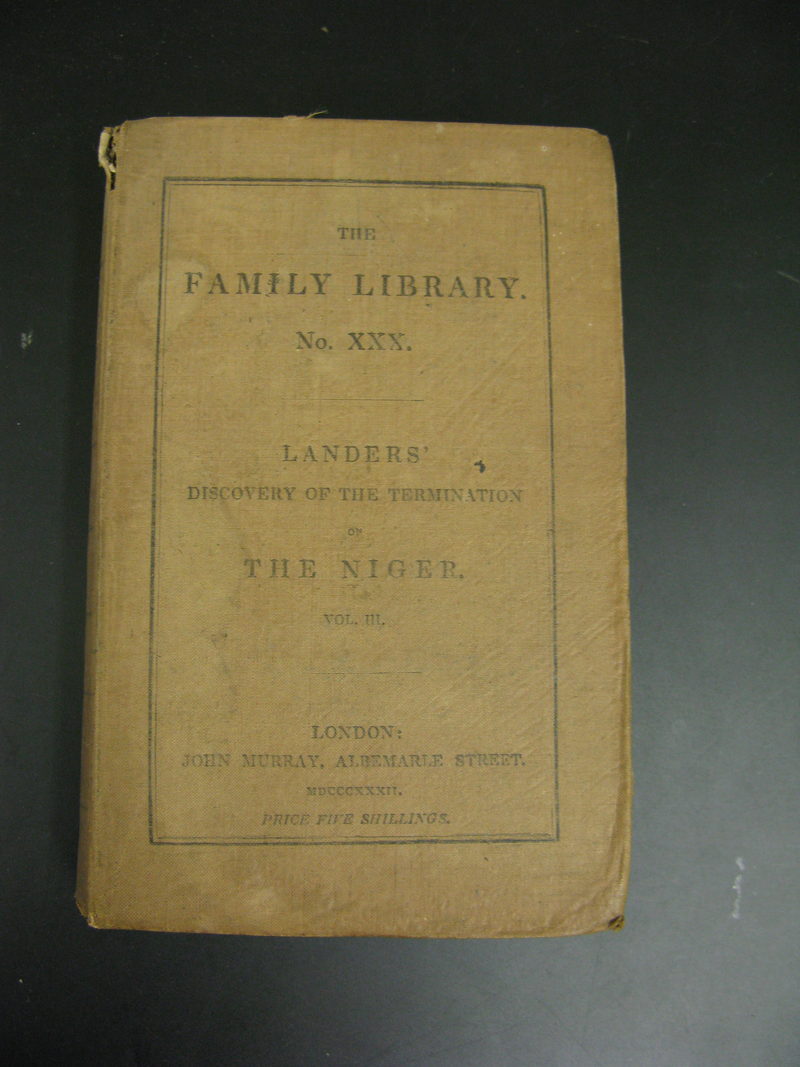 THE
FAMILY LIBRARY.
No. XXX.
LANDERS'
DISCOVERY OF THE TERMINATION
OF
THE NIGER.
VOL. III.
LONDON:
JOHN MURRAY, ALBEMARLE STREET.
MDCCCXXXII.
PRICE FIVE SHILLINGS.